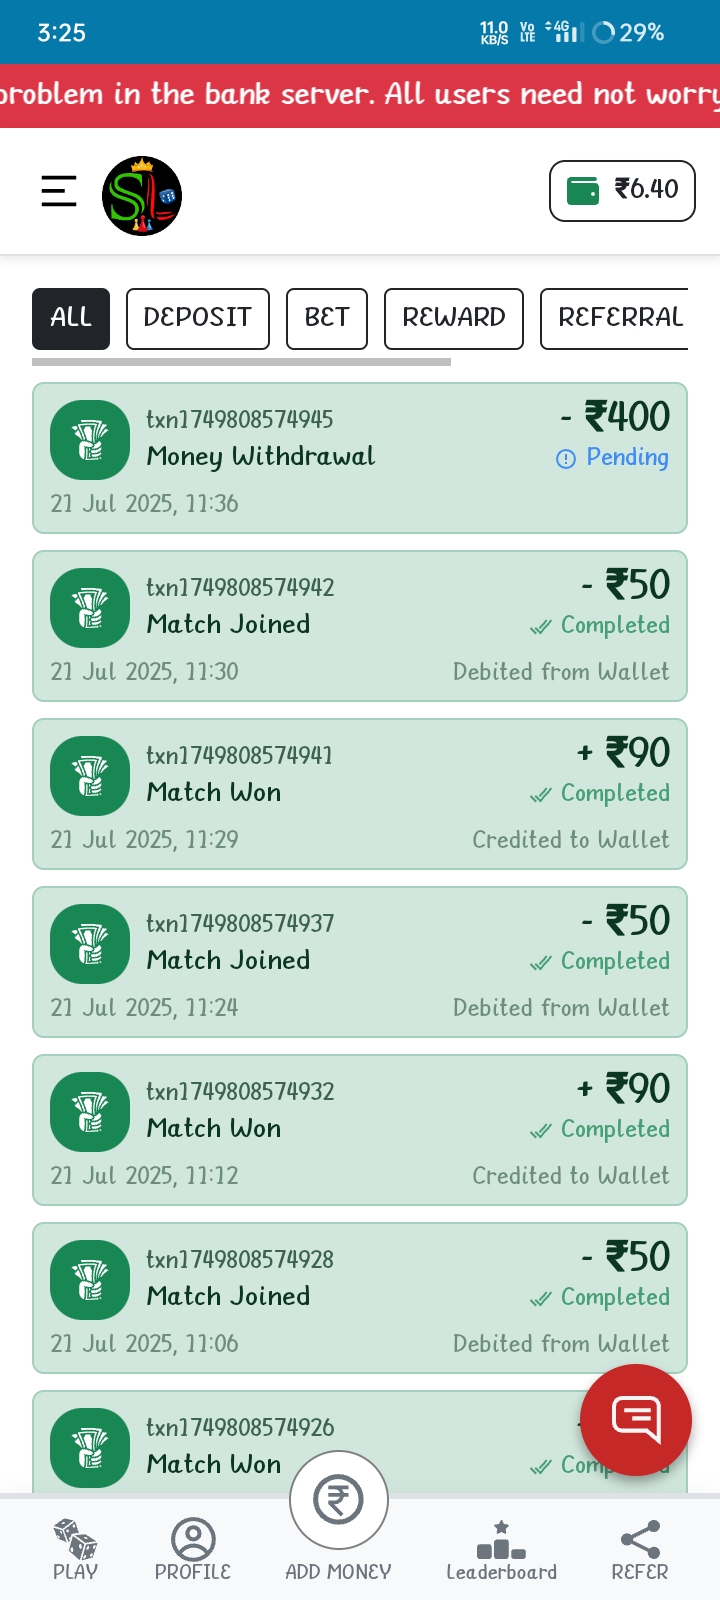 3:25
11.0 KB/S Vo LTE 4G 29%
problem in the bank server. All users need not worry
SL
₹6.40
ALL DEPOSIT BET REWARD REFERRAL
txn1749808574945
- ₹400
Money Withdrawal
Pending
21 Jul 2025, 11:36
txn1749808574942
- ₹50
Match Joined
Completed
21 Jul 2025, 11:30
Debited from Wallet
txn1749808574941
+ ₹90
Match Won
Completed
21 Jul 2025, 11:29
Credited to Wallet
txn1749808574937
- ₹50
Match Joined
Completed
21 Jul 2025, 11:24
Debited from Wallet
txn1749808574932
+ ₹90
Match Won
Completed
21 Jul 2025, 11:12
Credited to Wallet
txn1749808574928
- ₹50
Match Joined
Completed
21 Jul 2025, 11:06
Debited from Wallet
txn1749808574926
Match Won
₹
PLAY PROFILE ADD MONEY Leaderboard REFER